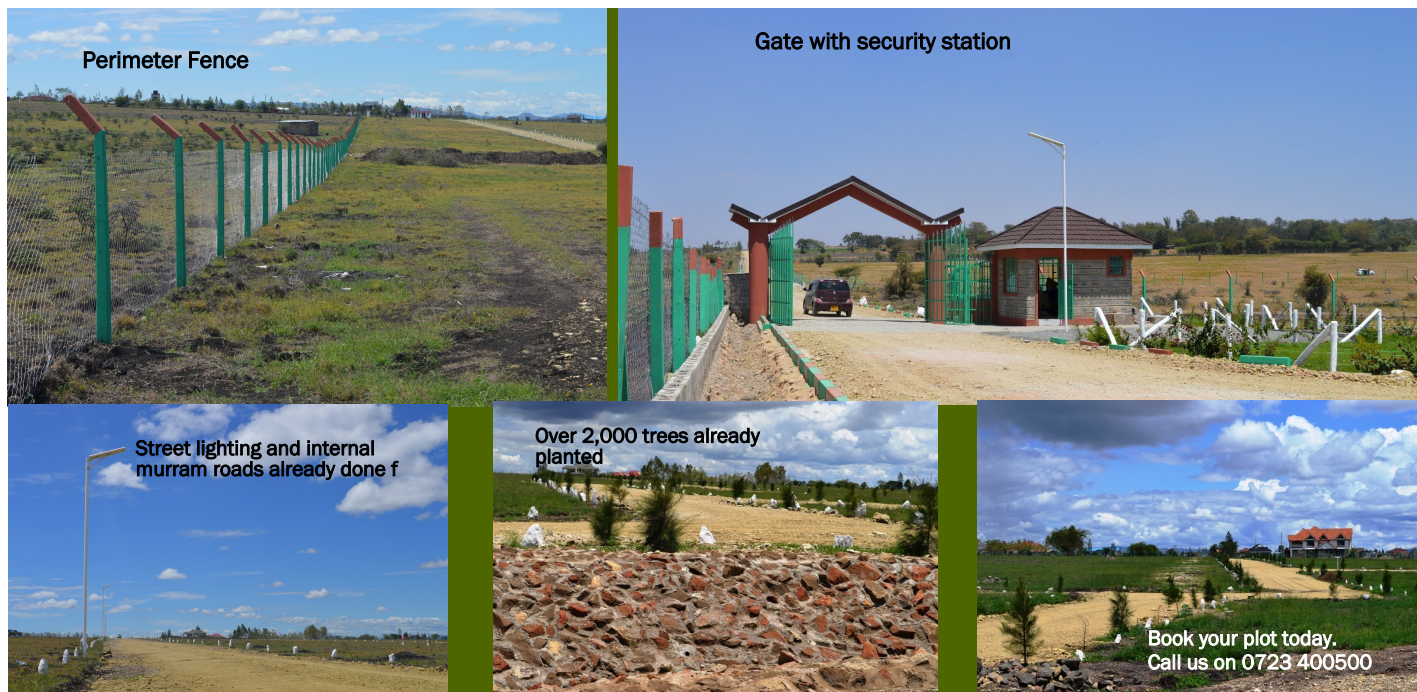 Perimeter Fence
Gate with security station
Street lighting and internal
murram roads already done f
Over 2,000 trees already
planted
Book your plot today.
Call us on 0723 400500